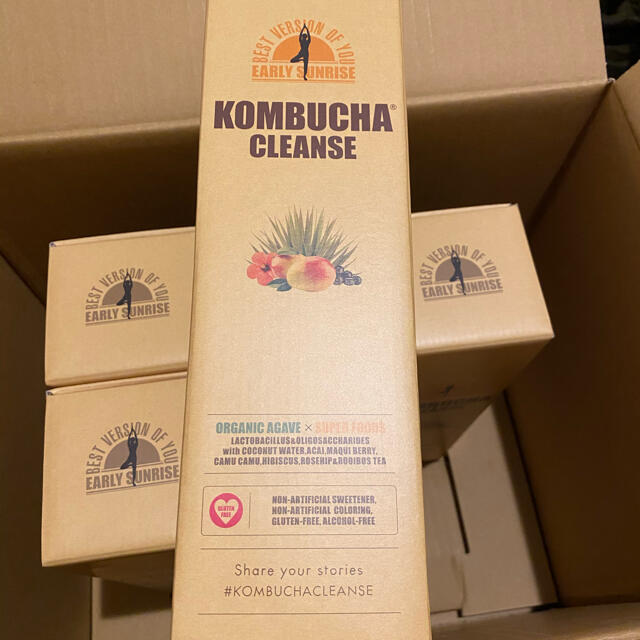 BEST VERSION OF YOU
EARLY SUNRISE
KOMBUCHA®
CLEANSE
ORGANIC AGAVE × SUPER FOODS
LACTOBACILLUS&OLIGOSACCHARIDES
with COCONUT WATER,ACAI,MAQUI BERRY,
CAMU CAMU,HIBISCUS,ROSEHIP&ROOIBOS TEA
GLUTEN
FREE
NON-ARTIFICIAL SWEETENER,
NON-ARTIFICIAL COLORING,
GLUTEN-FREE, ALCOHOL-FREE
Share your stories
#KOMBUCHACLEANSE
BEST VERSION OF YOU
EARLY SUNRISE
BEST VERSION OF YOU
EARLY SUNRISE
BEST VERSION OF YOU
EARLY SUNRISE